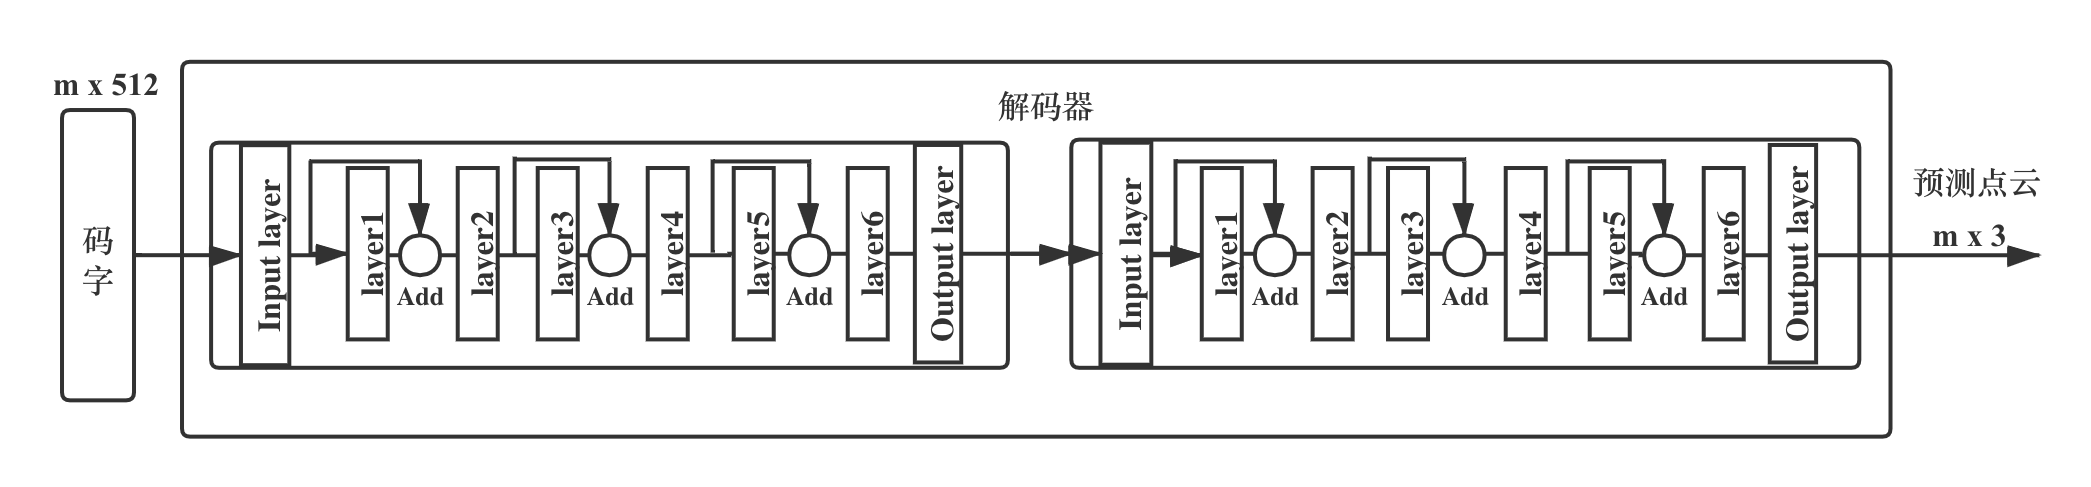 m x 512
码
字
解码器
Input layer
layer1
Add
layer2
layer3
Add
layer4
layer5
Add
layer6
Output layer
Input layer
layer1
Add
layer2
layer3
Add
layer4
layer5
Add
layer6
Output layer
预测点云
m x 3